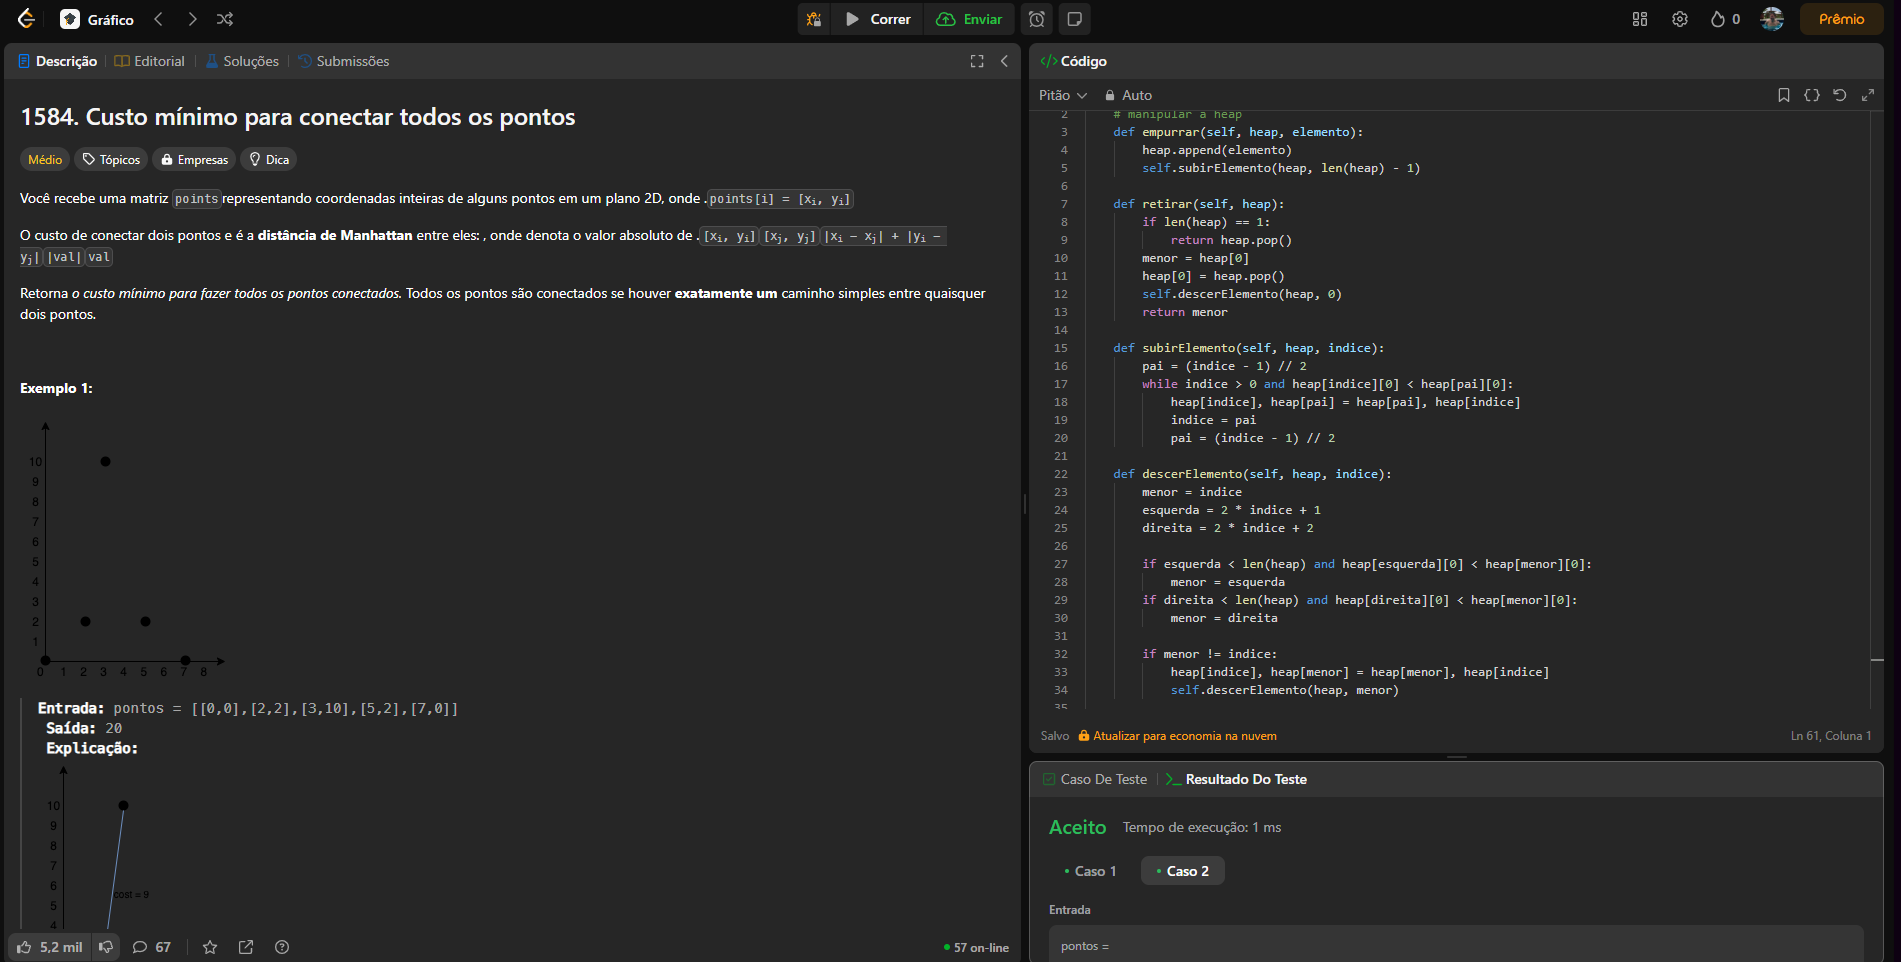 Gráfico
Correr
Enviar
0
Prêmio
Descrição
Editorial
Soluções
Submissões
1584. Custo mínimo para conectar todos os pontos
Médio
Tópicos
Empresas
Dica
Você recebe uma matriz points representando coordenadas inteiras de alguns pontos em um plano 2D, onde . points[i] = [xi, yi]
O custo de conectar dois pontos e é a distância de Manhattan entre eles: , onde denota o valor absoluto de . [xi, yi] [xj, yj] |xi − xj| + |yi −
yj| |val| val
Retorna o custo mínimo para fazer todos os pontos conectados. Todos os pontos são conectados se houver exatamente um caminho simples entre quaisquer
dois pontos.
Exemplo 1:
10
9
8
7
6
5
4
3
2
1
0 1 2 3 4 5 6 7 8
Entrada: pontos = [[0,0],[2,2],[3,10],[5,2],[7,0]]
Saída: 20
Explicação:
10
9
8
7
6
5
4
cost = 9
5,2 mil
67
57 on-line
</> Código
Pitão
Auto
2 # manipular a heap
3 def empurrar(self, heap, elemento):
4 heap.append(elemento)
5 self.subirElemento(heap, len(heap) - 1)
6
7 def retirar(self, heap):
8 if len(heap) == 1:
9 return heap.pop()
10 menor = heap[0]
11 heap[0] = heap.pop()
12 self.descerElemento(heap, 0)
13 return menor
14
15 def subirElemento(self, heap, indice):
16 pai = (indice - 1) // 2
17 while indice > 0 and heap[indice][0] < heap[pai][0]:
18 heap[indice], heap[pai] = heap[pai], heap[indice]
19 indice = pai
20 pai = (indice - 1) // 2
21
22 def descerElemento(self, heap, indice):
23 menor = indice
24 esquerda = 2 * indice + 1
25 direita = 2 * indice + 2
26
27 if esquerda < len(heap) and heap[esquerda][0] < heap[menor][0]:
28 menor = esquerda
29 if direita < len(heap) and heap[direita][0] < heap[menor][0]:
30 menor = direita
31
32 if menor != indice:
33 heap[indice], heap[menor] = heap[menor], heap[indice]
34 self.descerElemento(heap, menor)
35
Salvo
Atualizar para economia na nuvem
Ln 61, Coluna 1
Caso De Teste
Resultado Do Teste
Aceito
Tempo de execução: 1 ms
Caso 1
Caso 2
Entrada
pontos =